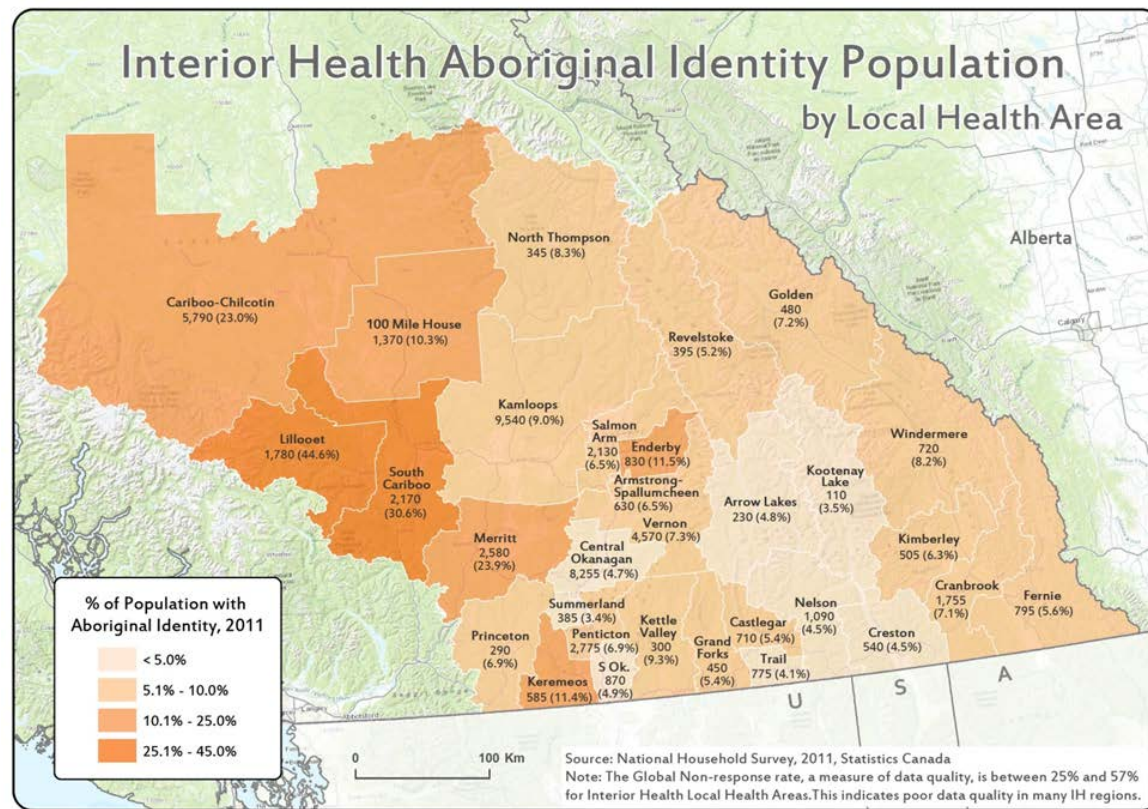 Interior Health Aboriginal Identity Population
by Local Health Area
Alberta
North Thompson
345 (8.3%)
Cariboo-Chilcotin
5,790 (23.0%)
100 Mile House
1,370 (10.3%)
Golden
480
(7.2%)
Revelstoke
395 (5.2%)
Kamloops
9,540 (9.0%)
Salmon
Arm
2,130
(6.5%)
Enderby
830 (11.5%)
Lillooet
1,780 (44.6%)
South
Cariboo
2,170
(30.6%)
Windermere
720
(8.2%)
Kootenay
Lake
110
(3.5%)
Armstrong-
Spallumcheen
630 (6.5%)
Arrow Lakes
230 (4.8%)
Vernon
4,570 (7.3%)
Merritt
2,580
(23.9%)
Central
Okanagan
8,255 (4.7%)
Kimberley
505 (6.3%)
Cranbrook
1,755
(7.1%)
Fernie
795 (5.6%)
Summerland
385 (3.4%)
Kettle
Valley
300
(9.3%)
Castlegar
710 (5.4%)
Nelson
1,090
(4.5%)
Princeton
290
(6.9%)
Penticton
2,775 (6.9%)
Grand
Forks
450
(5.4%)
Creston
540 (4.5%)
Trail
775 (4.1%)
S Ok.
870
(4.9%)
Keremeos
585 (11.4%)
U S A
Calgary
Abbotsford
% of Population with
Aboriginal Identity, 2011
< 5.0%
5.1% - 10.0%
10.1% - 25.0%
25.1% - 45.0%
0 100 Km
Source: National Household Survey, 2011, Statistics Canada
Note: The Global Non-response rate, a measure of data quality, is between 25% and 57%
for Interior Health Local Health Areas.This indicates poor data quality in many IH regions.